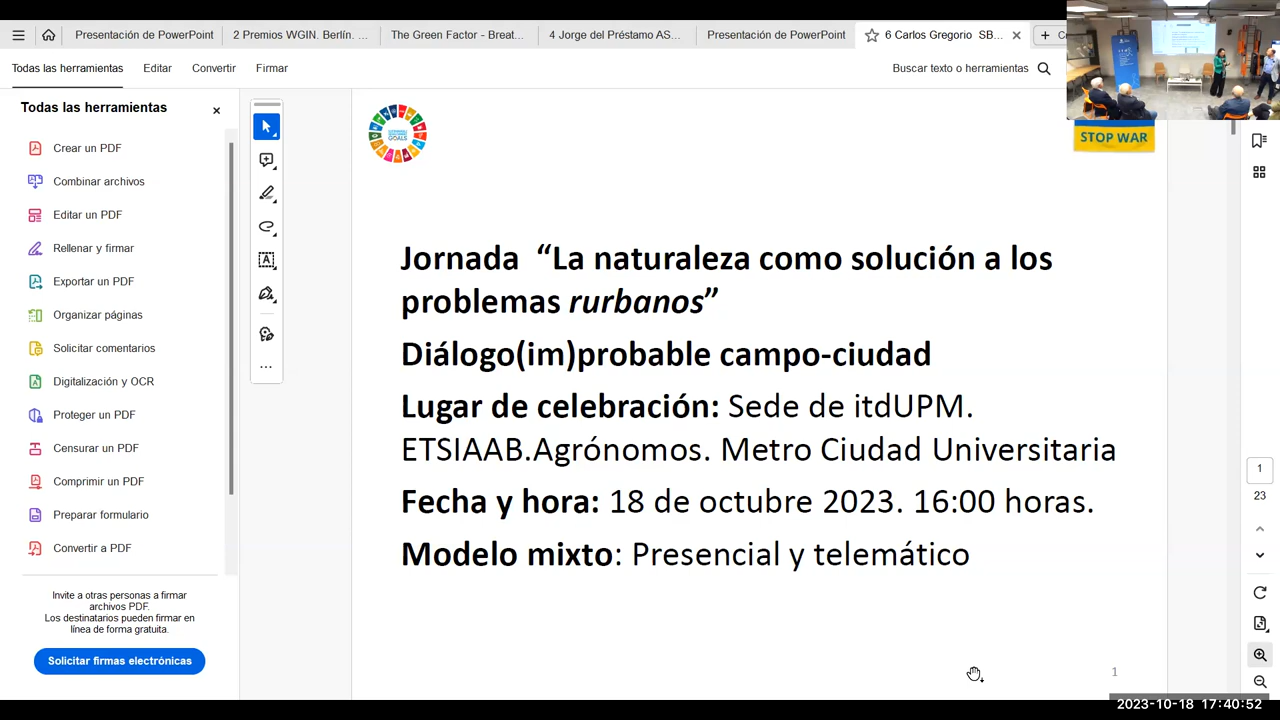 Presentación de PowerPoint
2 Premios WGIN. Berlín ...
The Green Factor - Breat...
4 Jorge del Préstamo AS...
Presentación de PowerPoint
6 Carlos Gregorio SB...
Todas las herramientas
Editar
Convertir
Firmar
Buscar texto o herramientas
Todas las herramientas
Crear un PDF
Combinar archivos
Editar un PDF
Rellenar y firmar
Exportar un PDF
Organizar páginas
Solicitar comentarios
Digitalización y OCR
Proteger un PDF
Censurar un PDF
Comprimir un PDF
Preparar formulario
Convertir a PDF
Invite a otras personas a firmar
archivos PDF.
Los destinatarios pueden firmar en
línea de forma gratuita.
Solicitar firmas electrónicas
STOP WAR
Jornada “La naturaleza como solución a los
problemas rurbanos”
Diálogo(im)probable campo-ciudad
Lugar de celebración: Sede de itdUPM.
ETSIAAB.Agrónomos. Metro Ciudad Universitaria
Fecha y hora: 18 de octubre 2023. 16:00 horas.
Modelo mixto: Presencial y telemático
1
1
23
2023-10-18 17:40:52